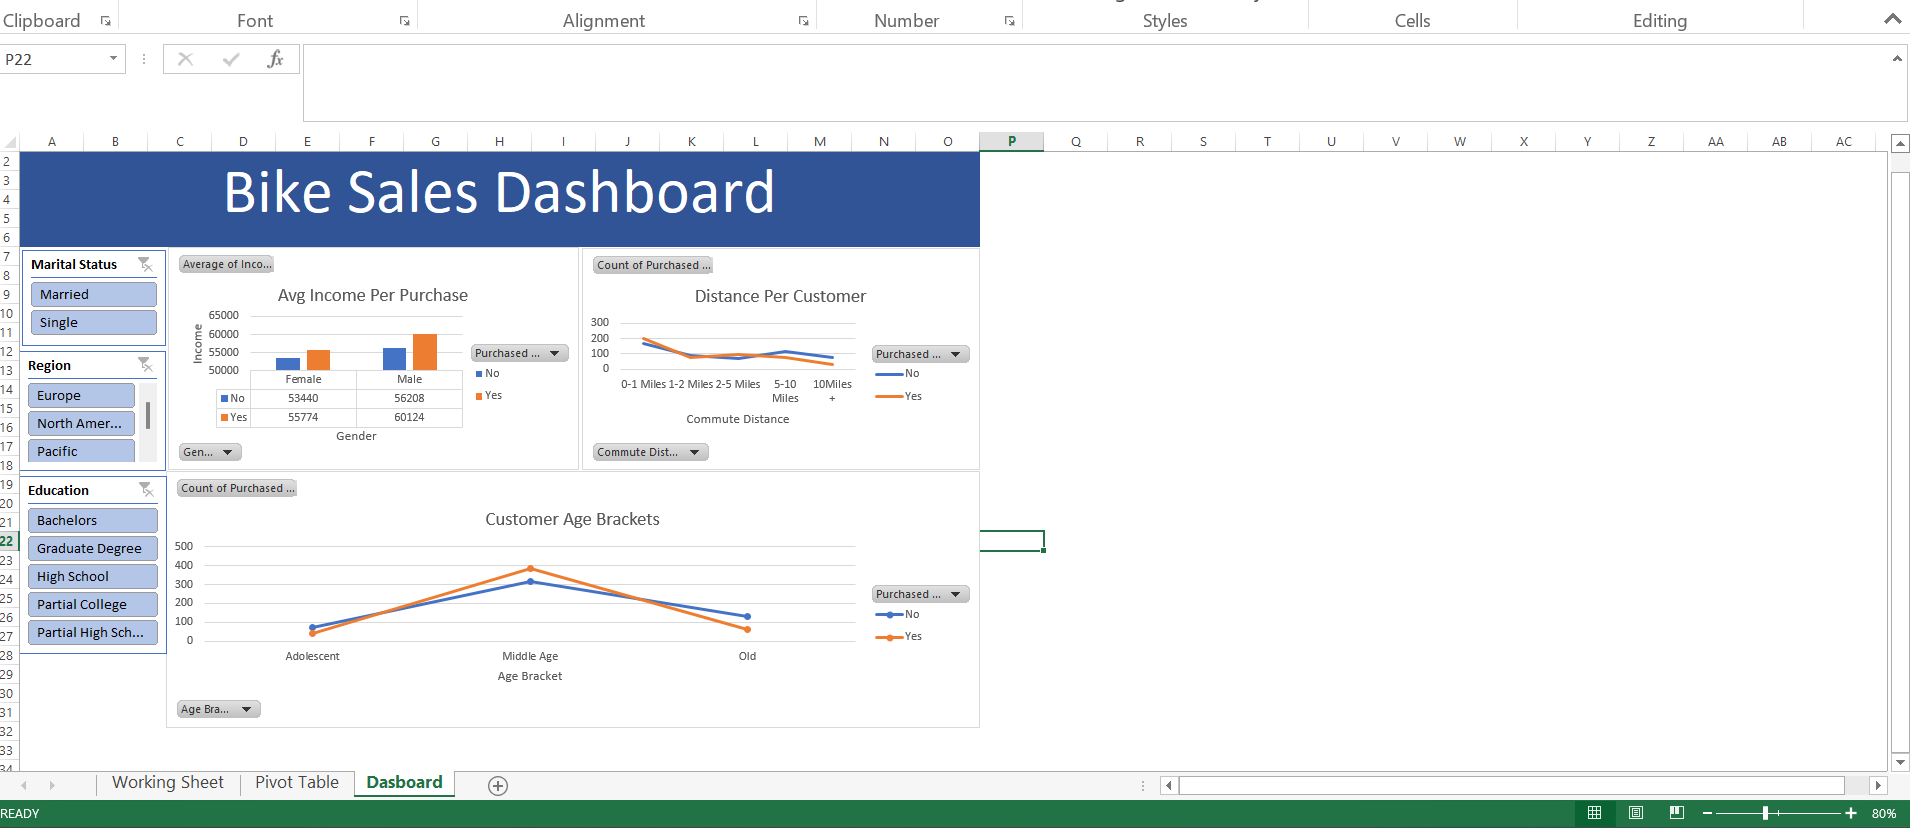 Clipboard
Font
Alignment
Number
Styles
Cells
Editing
P22
fx
A B C D E F G H I J K L M N O P Q R S T U V W X Y Z AA AB AC
2
3
4
5
6
7
8
9
10
11
12
13
14
15
16
17
18
19
20
21
22
23
24
25
26
27
28
29
30
31
32
33
34
Bike Sales Dashboard
Marital Status
Married
Single
Region
Europe
North Amer...
Pacific
Education
Bachelors
Graduate Degree
High School
Partial College
Partial High Sch...
Average of Inco...
Avg Income Per Purchase
65000
60000
55000
50000
Income
Female Male
No 53440 56208
Yes 55774 60124
Gender
Purchased ...
No
Yes
Gen...
Count of Purchased ...
Distance Per Customer
300
200
100
0
0-1 Miles 1-2 Miles 2-5 Miles 5-10 Miles 10Miles +
Commute Distance
Purchased ...
No
Yes
Commute Dist...
Count of Purchased ...
Customer Age Brackets
500
400
300
200
100
0
Adolescent Middle Age Old
Age Bracket
Purchased ...
No
Yes
Age Bra...
Working Sheet
Pivot Table
Dasboard
READY
80%